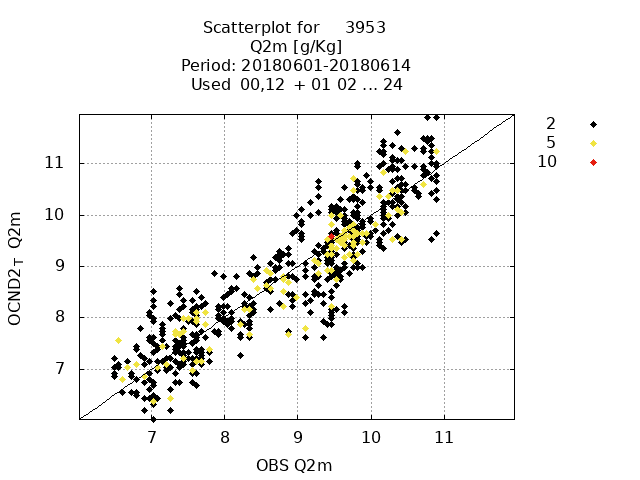 Scatterplot for 3953
Q2m [g/Kg]
Period: 20180601-20180614
Used 00,12 + 01 02 ... 24
2
5
10
11
10
9
8
7
OCND2T Q2m
7 8 9 10 11
OBS Q2m